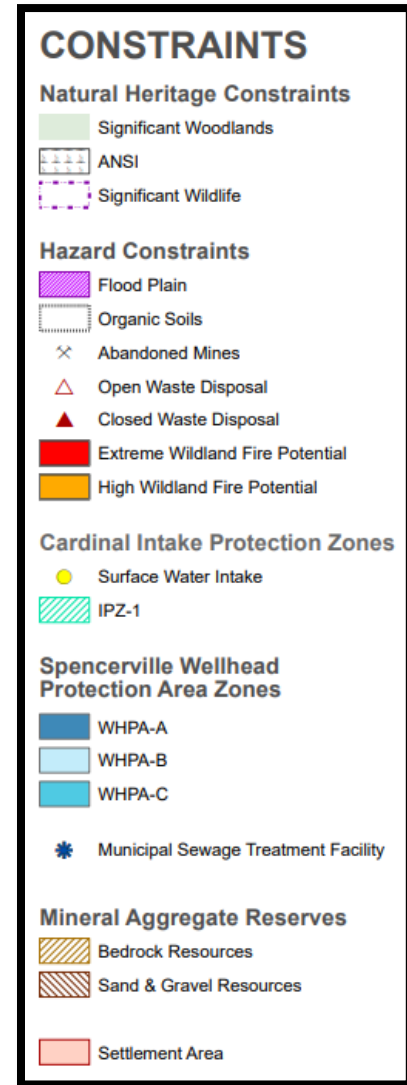 CONSTRAINTS
Natural Heritage Constraints
Significant Woodlands
ANSI
Significant Wildlife
Hazard Constraints
Flood Plain
Organic Soils
Abandoned Mines
Open Waste Disposal
Closed Waste Disposal
Extreme Wildland Fire Potential
High Wildland Fire Potential
Cardinal Intake Protection Zones
Surface Water Intake
IPZ-1
Spencerville Wellhead
Protection Area Zones
WHPA-A
WHPA-B
WHPA-C
Municipal Sewage Treatment Facility
Mineral Aggregate Reserves
Bedrock Resources
Sand & Gravel Resources
Settlement Area